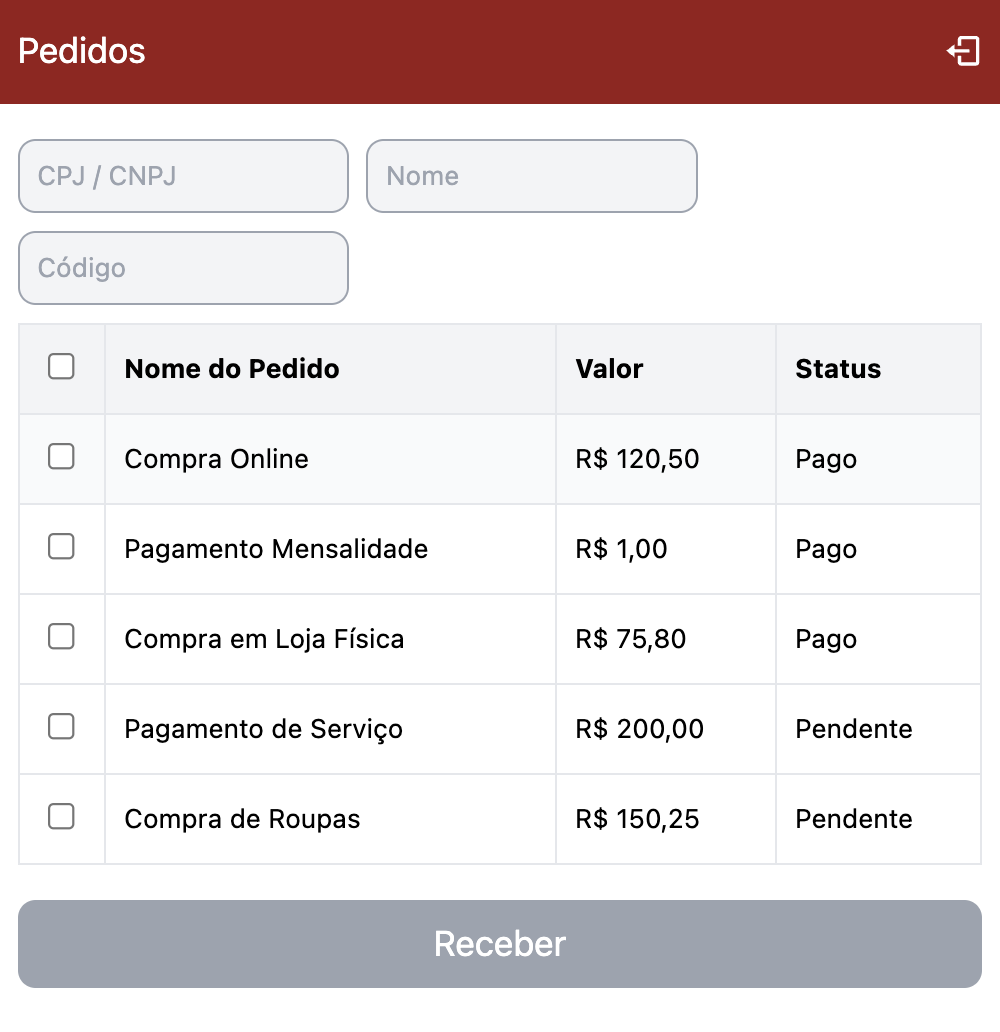 Pedidos
CPJ / CNPJ Nome
Código
Nome do Pedido Valor Status
Compra Online R$ 120,50 Pago
Pagamento Mensalidade R$ 1,00 Pago
Compra em Loja Física R$ 75,80 Pago
Pagamento de Serviço R$ 200,00 Pendente
Compra de Roupas R$ 150,25 Pendente
Receber